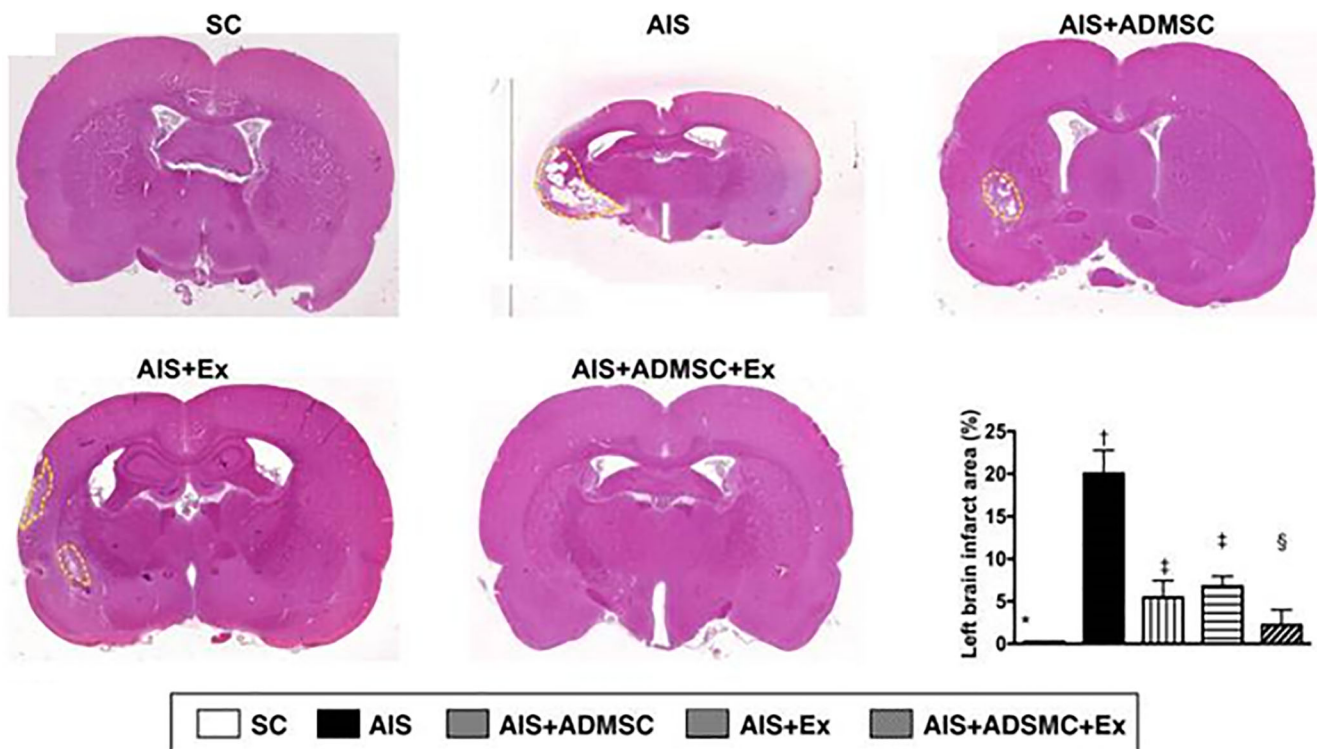 SC
AIS
AIS+ADMSC
AIS+Ex
AIS+ADMSC+Ex
Left brain infarct area (%)
25
20
15
10
5
0
*
†
‡
‡
§
SC AIS AIS+ADMSC AIS+Ex AIS+ADSMC+Ex